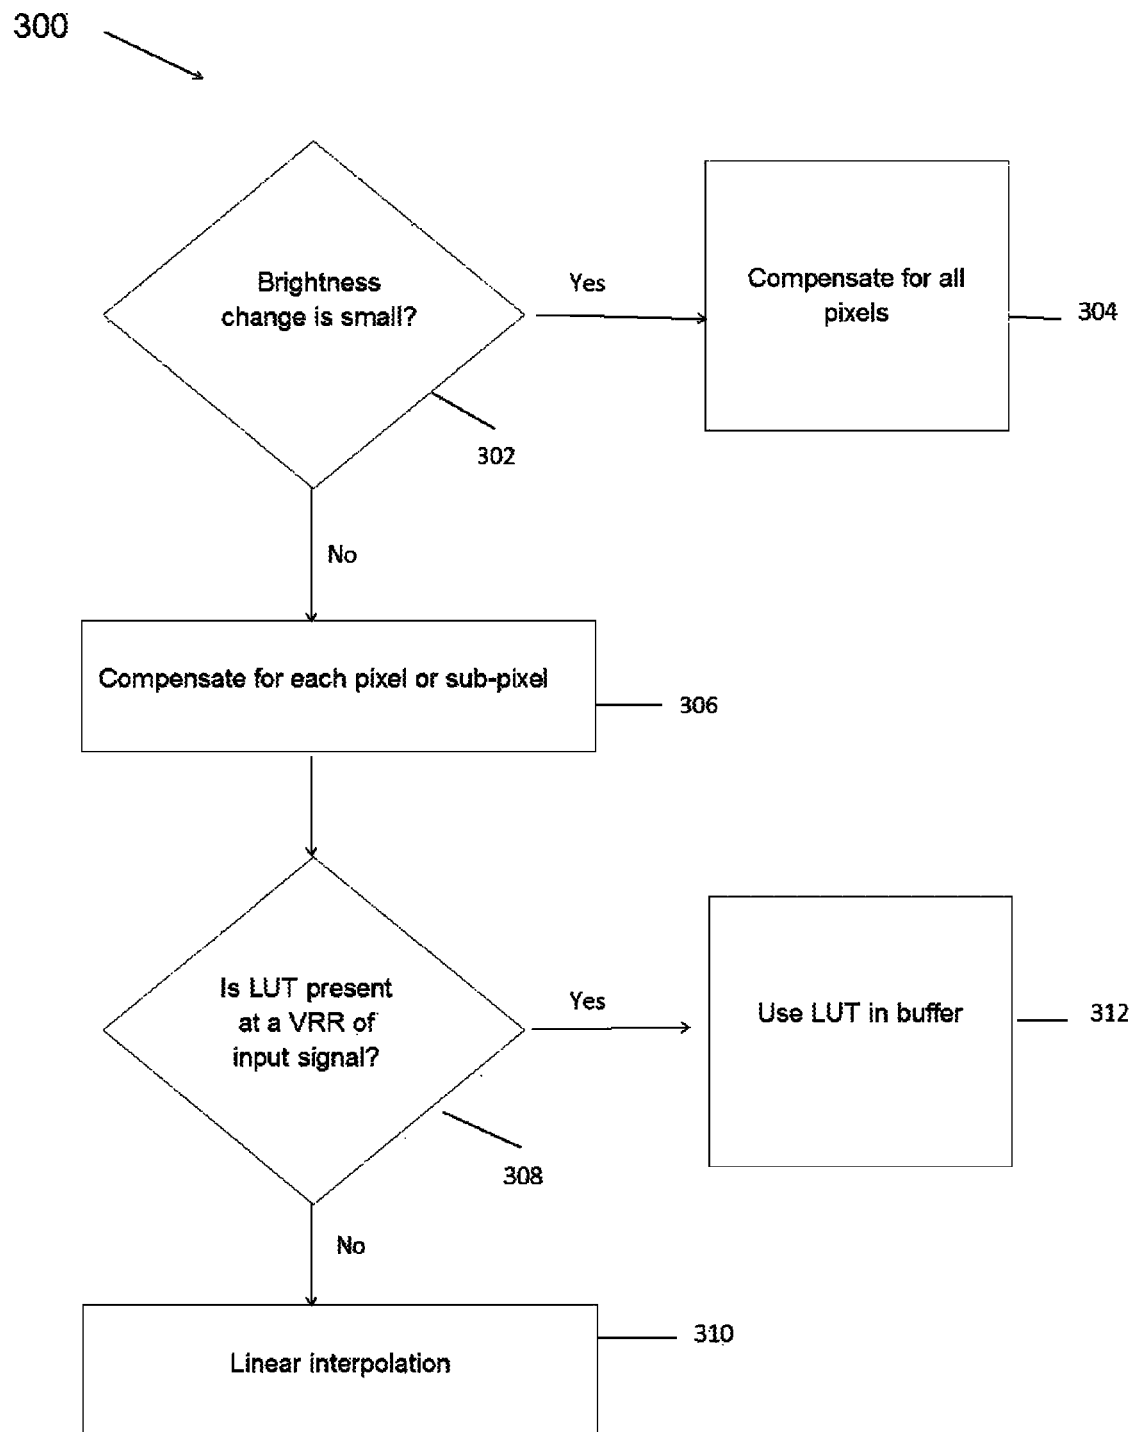 300
Brightness
change is small?
Yes
Compensate for all
pixels
304
302
No
Compensate for each pixel or sub-pixel
306
Is LUT present
at a VRR of
input signal?
Yes
Use LUT in buffer
312
308
No
Linear interpolation
310